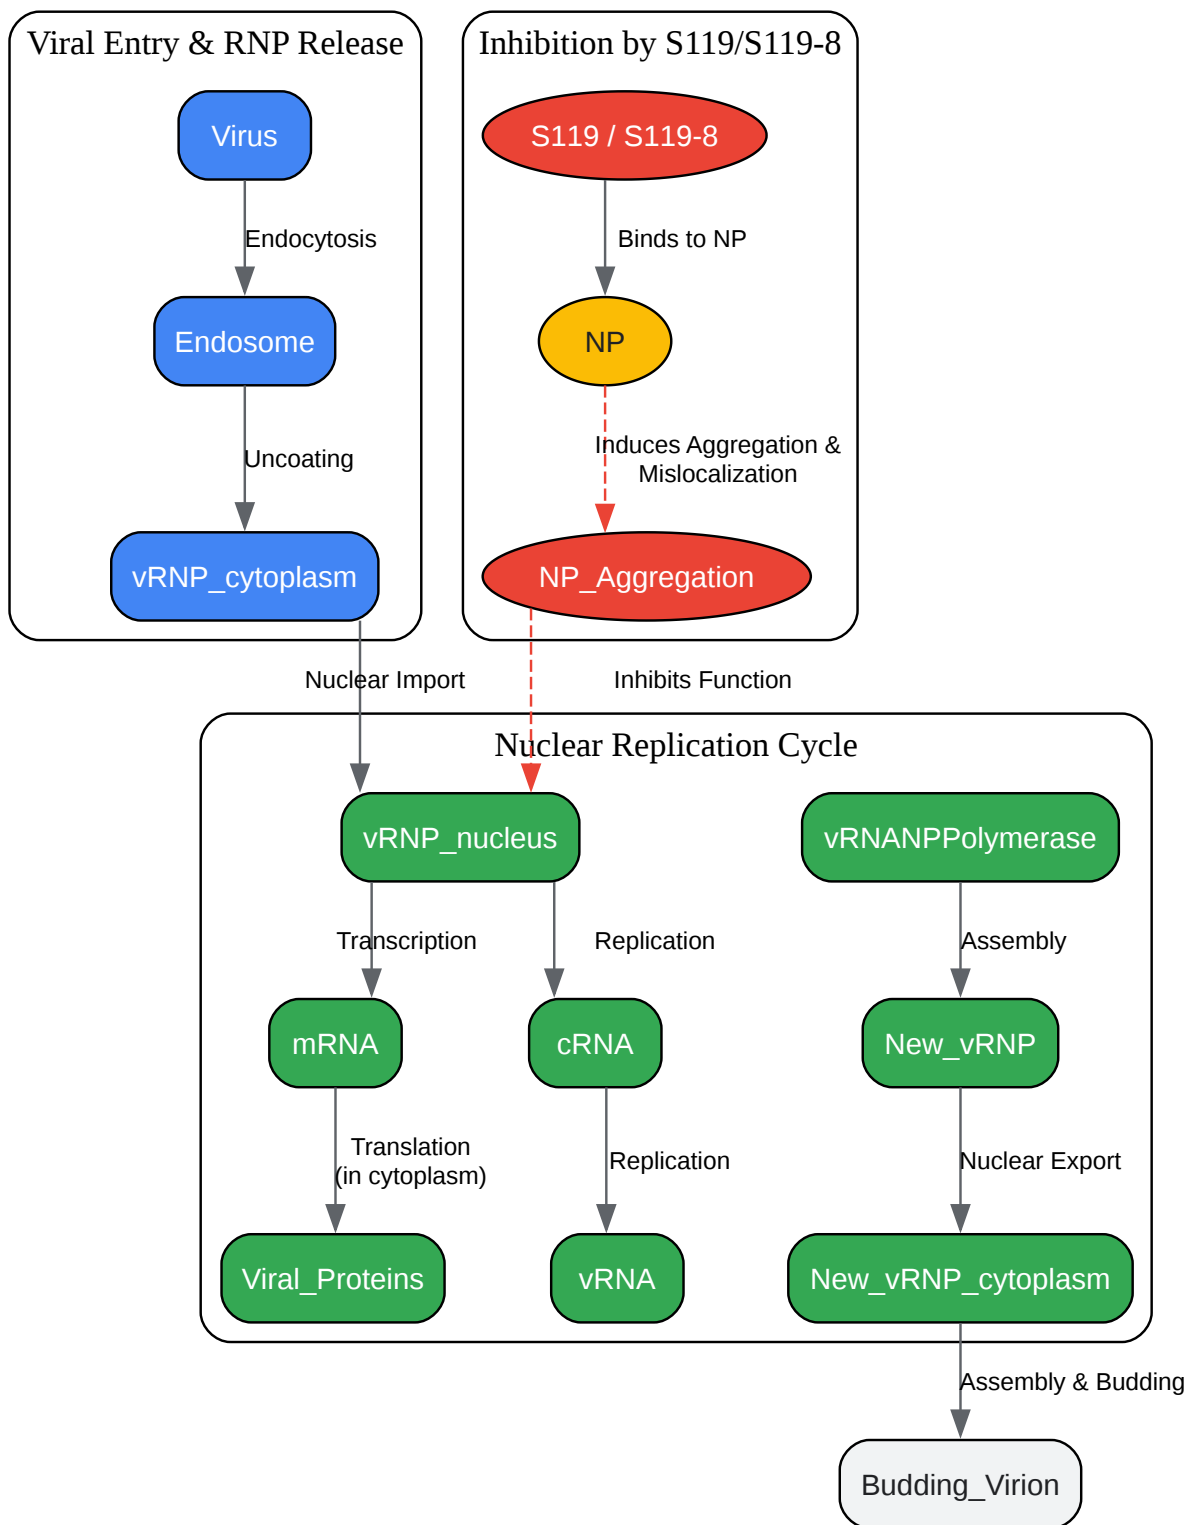 Viral Entry & RNP Release
Virus
Endocytosis
Endosome
Uncoating
vRNP_cytoplasm
Inhibition by S119/S119-8
S119 / S119-8
Binds to NP
NP
Induces Aggregation &
Mislocalization
NP_Aggregation
Nuclear Import
Inhibits Function
Nuclear Replication Cycle
vRNP_nucleus
vRNANPPolymerase
Transcription
Replication
Assembly
mRNA
cRNA
New_vRNP
Translation
(in cytoplasm)
Replication
Nuclear Export
Viral_Proteins
vRNA
New_vRNP_cytoplasm
Assembly & Budding
Budding_Virion